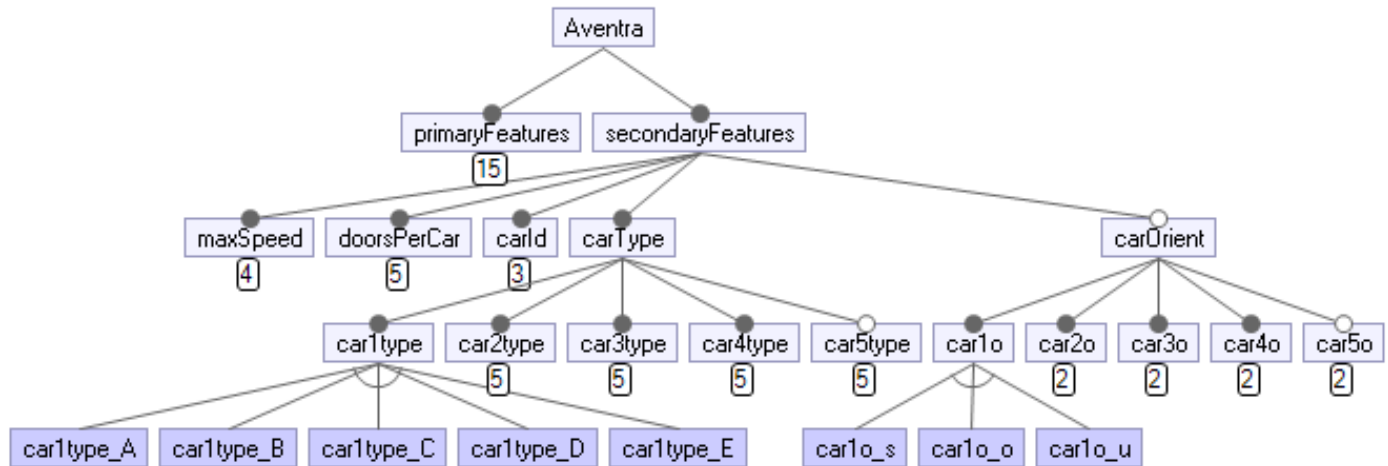 Aventra
primaryFeatures secondaryFeatures
15
maxSpeed doorsPerCar carId carType carOrient
4 5 3
car1type car2type car3type car4type car5type car1o car2o car3o car4o car5o
5 5 5 5 2 2 2 2
car1type_A car1type_B car1type_C car1type_D car1type_E car1o_s car1o_o car1o_u